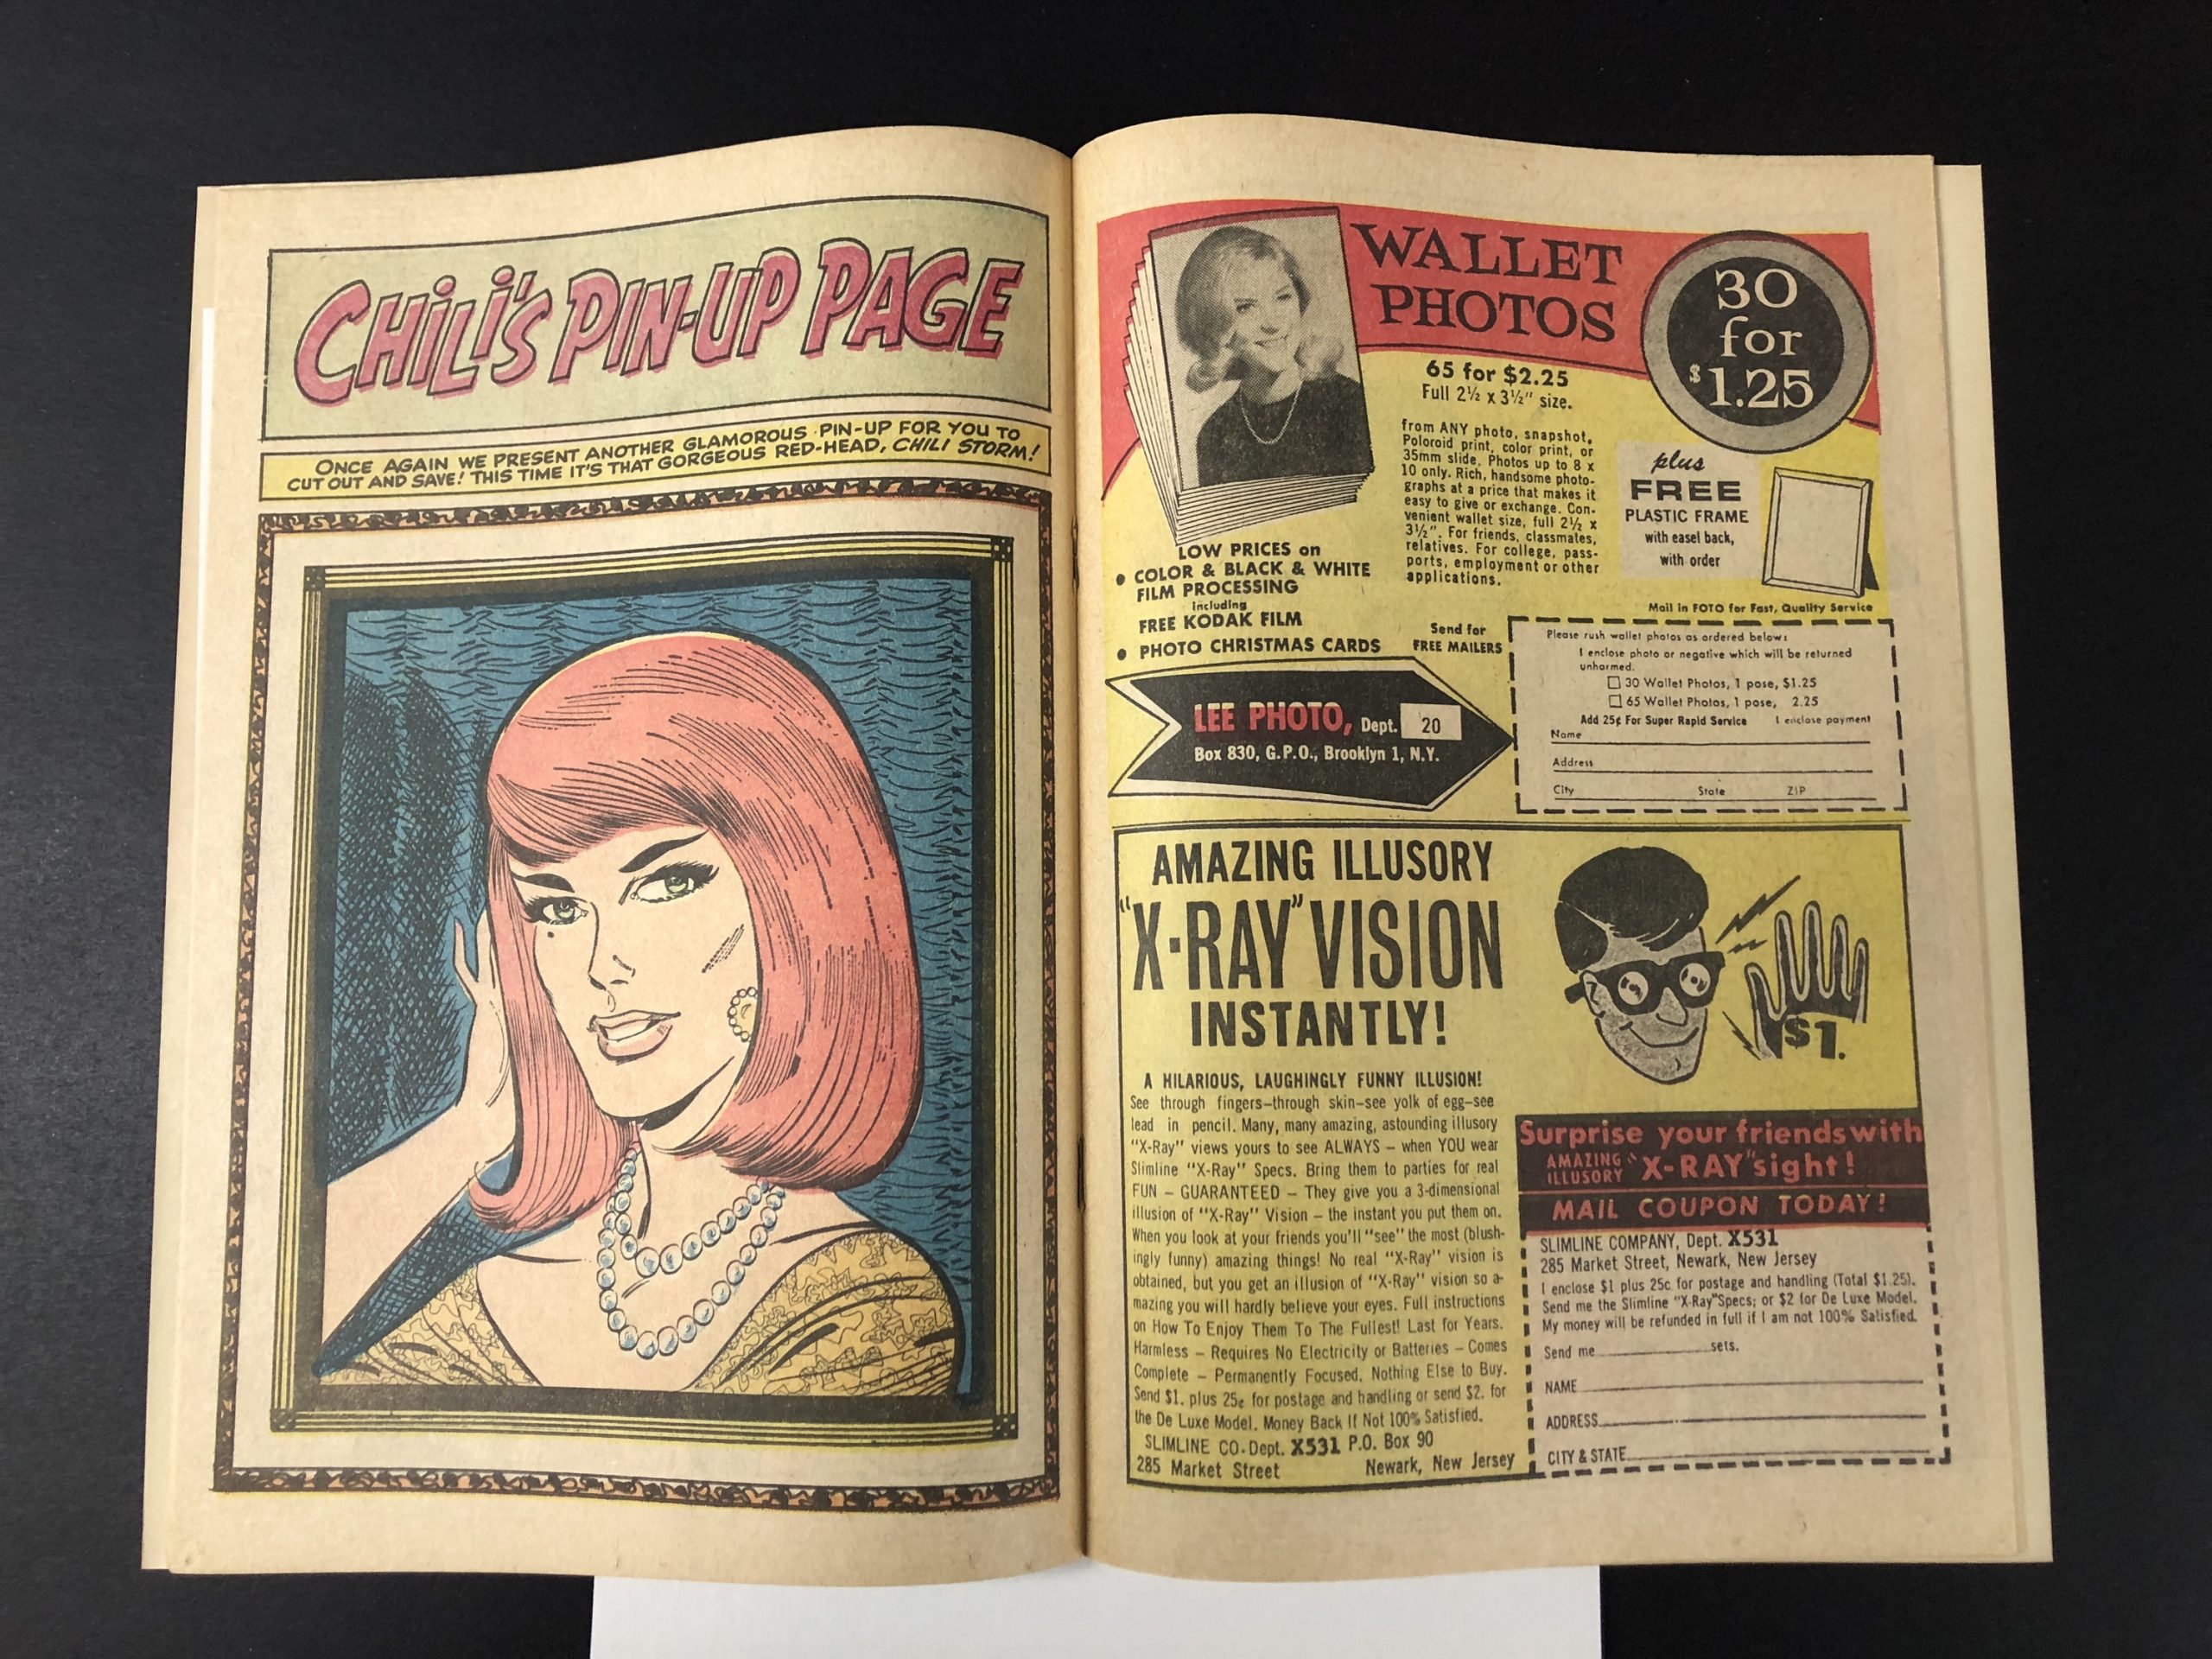 CHiLi'S PIN-UP PAGE
ONCE AGAIN WE PRESENT ANOTHER GLAMOROUS PIN-UP FOR YOU TO
CUT OUT AND SAVE! THIS TIME IT'S THAT GORGEOUS RED-HEAD, CHILI STORM!
WALLET
PHOTOS
30
for
$1.25
65 for $2.25
Full 2½ x 3½" size.
from ANY photo, snapshot,
Poloroid print, color print, or
35mm slide. Photos up to 8 x
10 only. Rich, handsome photo-
graphs at a price that makes it
easy to give or exchange. Con-
venient wallet size, full 2½ x
3½". For friends, classmates,
relatives. For college, pass-
ports, employment or other
applications.
plus
FREE
PLASTIC FRAME
with easel back,
with order
LOW PRICES on
• COLOR & BLACK & WHITE
FILM PROCESSING
including
FREE KODAK FILM
• PHOTO CHRISTMAS CARDS
Send for
FREE MAILERS
LEE PHOTO, Dept. 20
Box 830, G.P.O., Brooklyn 1, N.Y.
Mail in FOTO for Fast, Quality Service
Please rush wallet photos as ordered below:
I enclose photo or negative which will be returned
unharmed.
☐ 30 Wallet Photos, 1 pose, $1.25
☐ 65 Wallet Photos, 1 pose, 2.25
Add 25¢ For Super Rapid Service I enclose payment
Name
Address
City State ZIP
AMAZING ILLUSORY
"X-RAY" VISION
INSTANTLY!
$1.
A HILARIOUS, LAUGHINGLY FUNNY ILLUSION!
See through fingers—through skin—see yolk of egg—see
lead in pencil. Many, many amazing, astounding illusory
"X-Ray" views yours to see ALWAYS — when YOU wear
Slimline "X-Ray" Specs. Bring them to parties for real
FUN — GUARANTEED — They give you a 3-dimensional
illusion of "X-Ray" Vision — the instant you put them on.
When you look at your friends you'll "see" the most (blush-
ingly funny) amazing things! No real "X-Ray" vision is
obtained, but you get an illusion of "X-Ray" vision so a-
mazing you will hardly believe your eyes. Full instructions
on How To Enjoy Them To The Fullest! Last for Years.
Harmless — Requires No Electricity or Batteries — Comes
Complete — Permanently Focused. Nothing Else to Buy.
Send $1. plus 25¢ for postage and handling or send $2. for
the De Luxe Model. Money Back If Not 100% Satisfied.
SLIMLINE CO-Dept. X531 P.O. Box 90
285 Market Street Newark, New Jersey
Surprise your friends with
AMAZING ILLUSORY "X-RAY" sight!
MAIL COUPON TODAY!
SLIMLINE COMPANY, Dept. X531
285 Market Street, Newark, New Jersey
I enclose $1 plus 25c for postage and handling (Total $1.25).
Send me the Slimline "X-Ray" Specs; or $2 for De Luxe Model.
My money will be refunded in full if I am not 100% Satisfied.
Send me sets.
NAME
ADDRESS
CITY & STATE